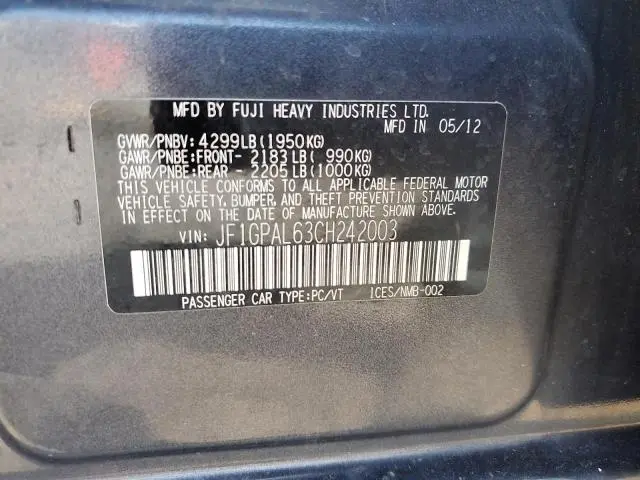 MFD BY FUJI HEAVY INDUSTRIES LTD.
MFD IN 05/12
GVWR/PNBV: 4299LB(1950KG)
GAWR/PNBE:FRONT- 2183LB( 990KG)
GAWR/PNBE:REAR - 2205LB(1000KG)
THIS VEHICLE CONFORMS TO ALL APPLICABLE FEDERAL MOTOR
VEHICLE SAFETY, BUMPER, AND THEFT PREVENTION STANDARDS
IN EFFECT ON THE DATE OF MANUFACTURE SHOWN ABOVE.
VIN: JF1GPAL63CH242003
PASSENGER CAR TYPE:PC/VT ICES/NMB-002